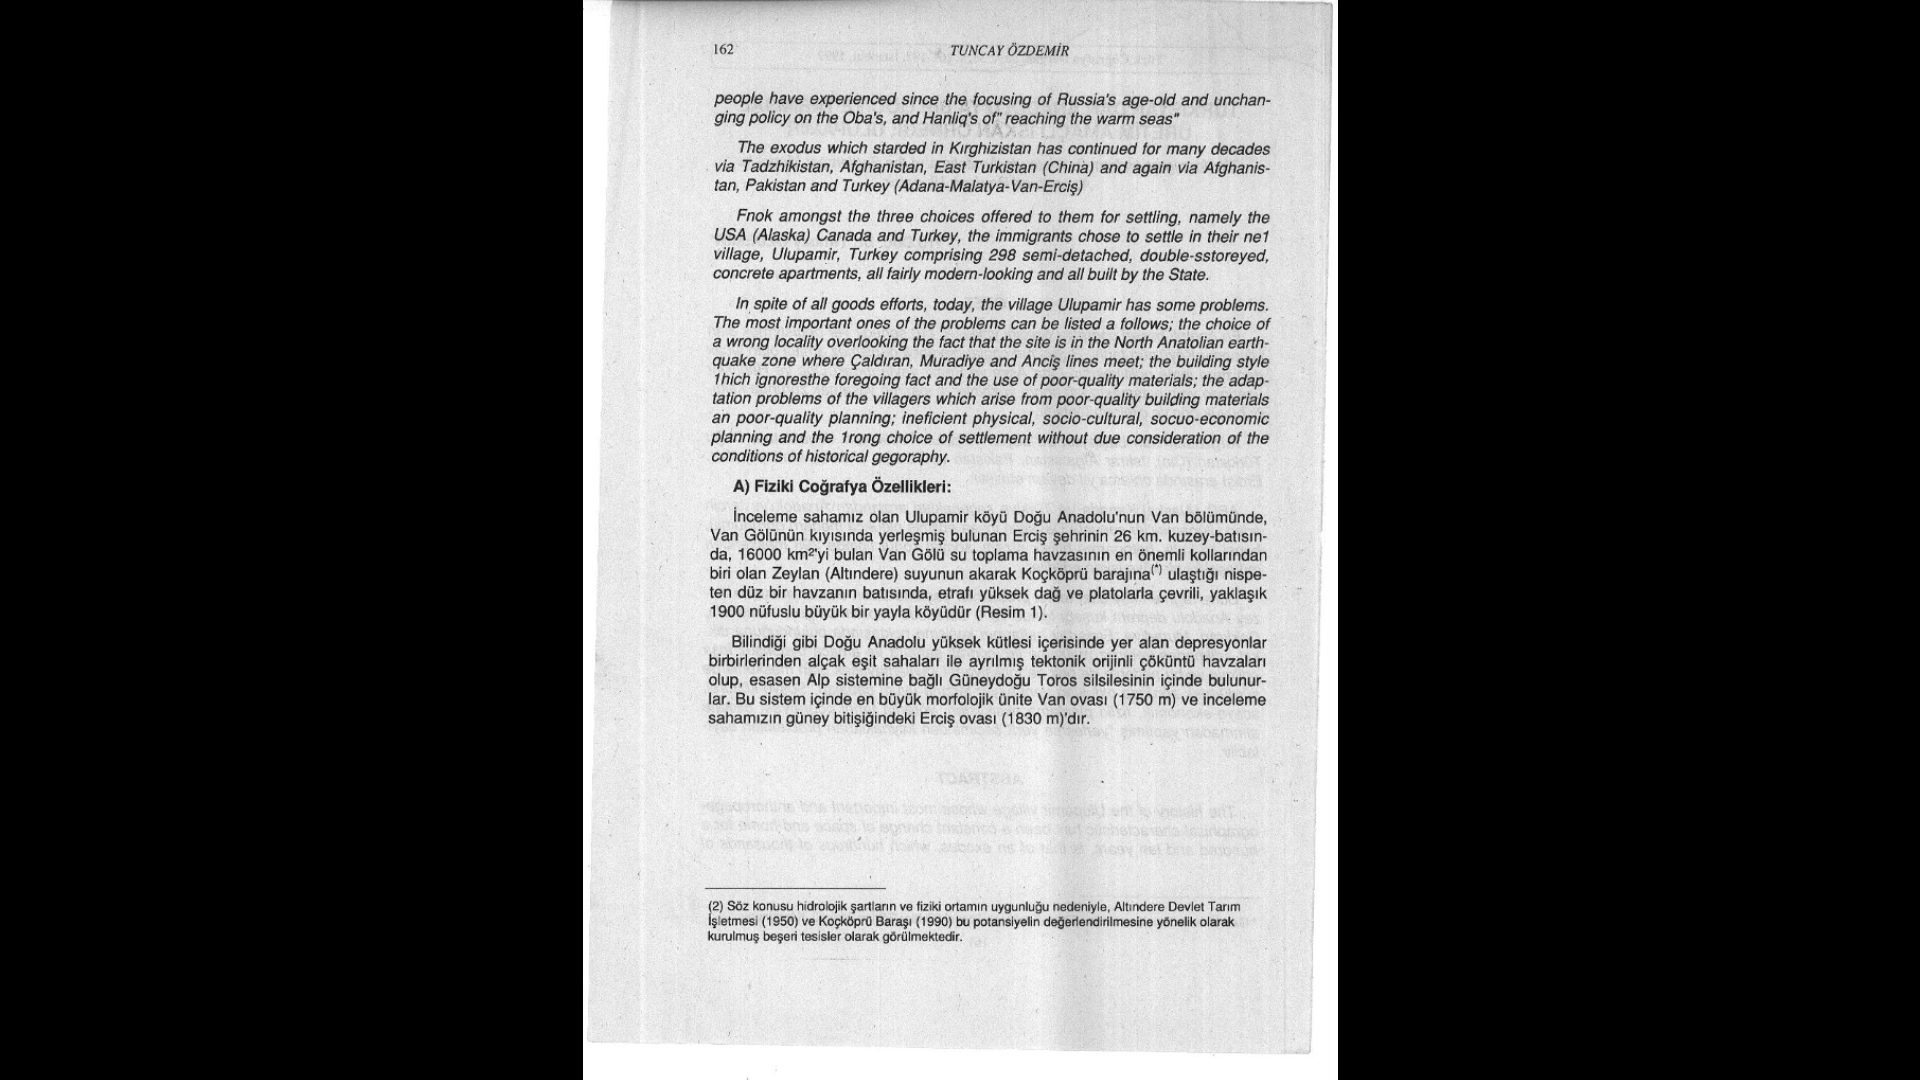 162
TUNCAY ÖZDEMİR
people have experienced since the focusing of Russia's age-old and unchan-
ging policy on the Oba's, and Hanliq's of" reaching the warm seas"
The exodus which starded in Kırghizistan has continued for many decades
via Tadzhikistan, Afghanistan, East Turkistan (China) and again via Afghanis-
tan, Pakistan and Turkey (Adana-Malatya-Van-Erciş)
Fnok amongst the three choices offered to them for settling, namely the
USA (Alaska) Canada and Turkey, the immigrants chose to settle in their ne1
village, Ulupamir, Turkey comprising 298 semi-detached, double-sstoreyed,
concrete apartments, all fairly modern-looking and all built by the State.
In spite of all goods efforts, today, the village Ulupamir has some problems.
The most important ones of the problems can be listed a follows; the choice of
a wrong locality overlooking the fact that the site is in the North Anatolian earth-
quake zone where Çaldıran, Muradiye and Anciş lines meet; the building style
1hich ignoresthe foregoing fact and the use of poor-quality materials; the adap-
tation problems of the villagers which arise from poor-quality building materials
an poor-quality planning; ineficient physical, socio-cultural, socuo-economic
planning and the 1rong choice of settlement without due consideration of the
conditions of historical gegoraphy.
A) Fiziki Coğrafya Özellikleri:
İnceleme sahamız olan Ulupamir köyü Doğu Anadolu'nun Van bölümünde,
Van Gölünün kıyısında yerleşmiş bulunan Erciş şehrinin 26 km. kuzey-batısın-
da, 16000 km²'yi bulan Van Gölü su toplama havzasının en önemli kollarından
biri olan Zeylan (Altındere) suyunun akarak Koçköprü barajına(*) ulaştığı nispe-
ten düz bir havzanın batısında, etrafı yüksek dağ ve platolarla çevrili, yaklaşık
1900 nüfuslu büyük bir yayla köyüdür (Resim 1).
Bilindiği gibi Doğu Anadolu yüksek kütlesi içerisinde yer alan depresyonlar
birbirlerinden alçak eşit sahaları ile ayrılmış tektonik orijinli çöküntü havzaları
olup, esasen Alp sistemine bağlı Güneydoğu Toros silsilesinin içinde bulunur-
lar. Bu sistem içinde en büyük morfolojik ünite Van ovası (1750 m) ve inceleme
sahamızın güney bitişiğindeki Erciş ovası (1830 m)'dır.
(2) Söz konusu hidrolojik şartların ve fiziki ortamın uygunluğu nedeniyle, Altındere Devlet Tarım
İşletmesi (1950) ve Koçköprü Baraşı (1990) bu potansiyelin değerlendirilmesine yönelik olarak
kurulmuş beşeri tesisler olarak görülmektedir.